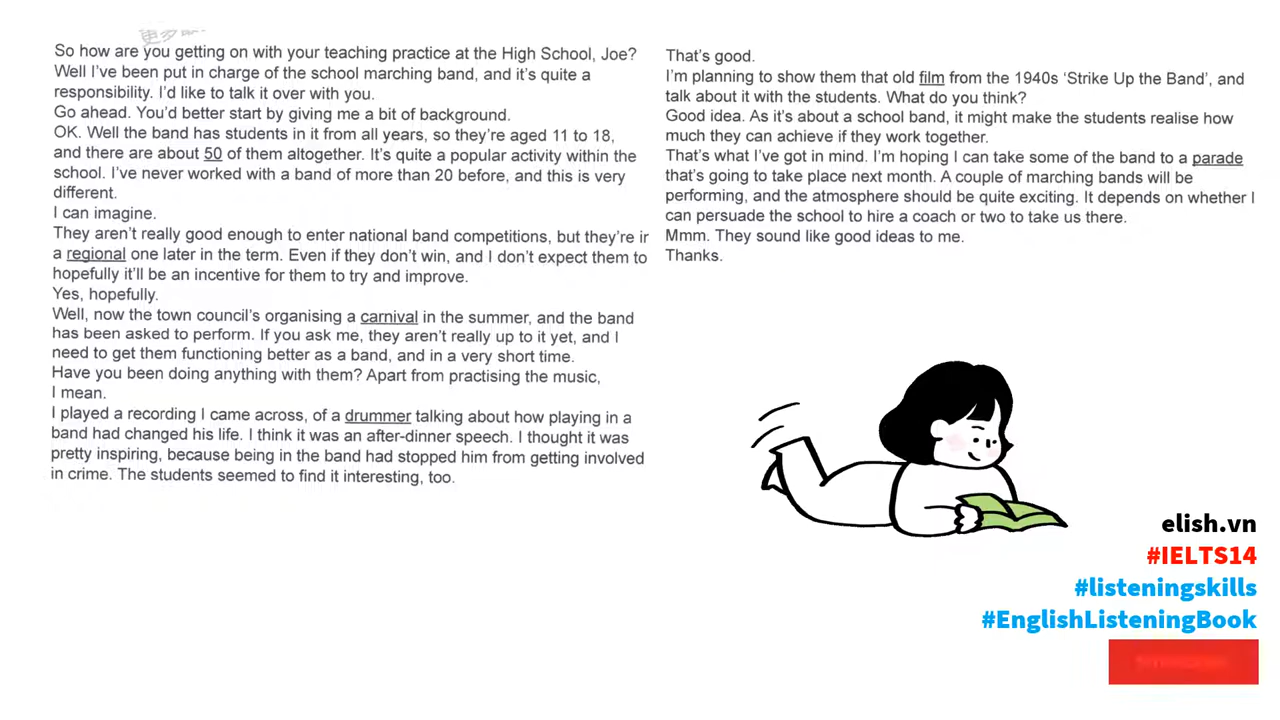 So how are you getting on with your teaching practice at the High School, Joe?
Well I've been put in charge of the school marching band, and it's quite a
responsibility. I'd like to talk it over with you.
Go ahead. You'd better start by giving me a bit of background.
OK. Well the band has students in it from all years, so they're aged 11 to 18,
and there are about 50 of them altogether. It's quite a popular activity within the
school. I've never worked with a band of more than 20 before, and this is very
different.
I can imagine.
They aren't really good enough to enter national band competitions, but they're
a regional one later in the term. Even if they don't win, and I don't expect them to
hopefully it'll be an incentive for them to try and improve.
Yes, hopefully.
Well, now the town council's organising a carnival in the summer, and the band
has been asked to perform. If you ask me, they aren't really up to it yet, and I
need to get them functioning better as a band, and in a very short time.
Have you been doing anything with them? Apart from practising the music,
I mean.
I played a recording I came across, of a drummer talking about how playing in a
band had changed his life. I think it was an after-dinner speech. I thought it was
pretty inspiring, because being in the band had stopped him from getting involved
in crime. The students seemed to find it interesting, too.
That's good.
I'm planning to show them that old film from the 1940s 'Strike Up the Band', and
talk about it with the students. What do you think?
Good idea. As it's about a school band, it might make the students realise how
much they can achieve if they work together.
That's what I've got in mind. I'm hoping I can take some of the band to a parade
that's going to take place next month. A couple of marching bands will be
performing, and the atmosphere should be quite exciting. It depends on whether I
can persuade the school to hire a coach or two to take us there.
Mmm. They sound like good ideas to me.
Thanks.
elish.vn
#IELTS14
#listeningskills
#EnglishListeningBook